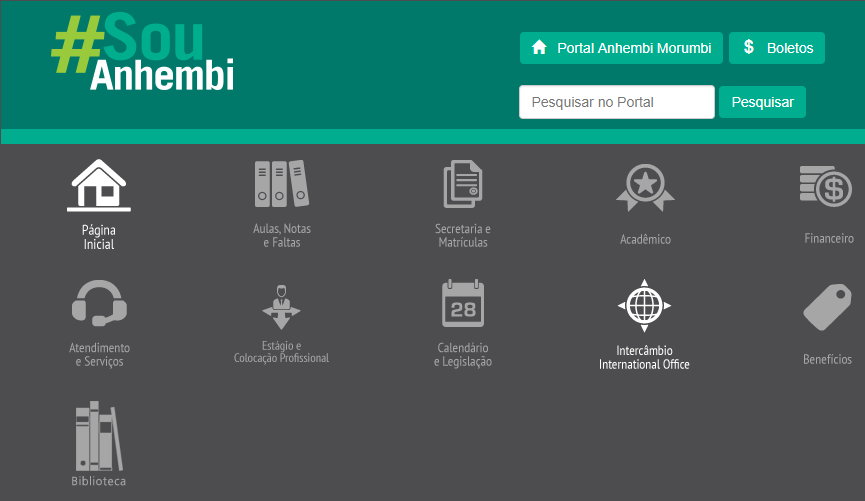 #Sou
Anhembi
Portal Anhembi Morumbi
$ Boletos
Pesquisar no Portal
Pesquisar
Página
Inicial
Aulas, Notas
e Faltas
Secretaria e
Matrículas
Acadêmico
$
Financeiro
Atendimento
e Serviços
Estágio e
Colocação Profissional
28
Calendário
e Legislação
Intercâmbio
International Office
Benefícios
Biblioteca